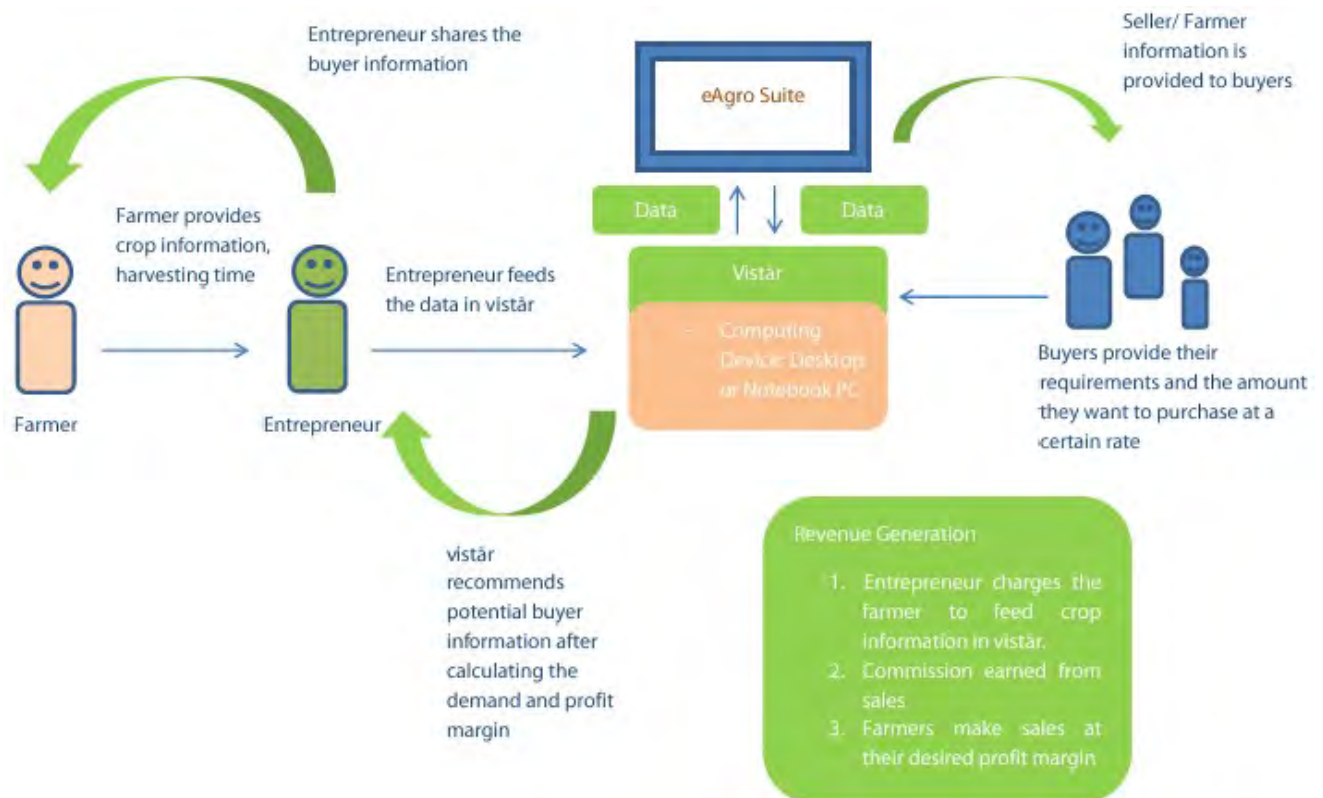 Entrepreneur shares the
buyer information
eAgro Suite
Seller/ Farmer
information is
provided to buyers
Farmer provides
crop information,
harvesting time
Data
Data
Entrepreneur feeds
the data in vistār
Vistār
- Computing
Device: Desktop
or Notebook PC
Farmer
Entrepreneur
Buyers provide their
requirements and the amount
they want to purchase at a
certain rate
vistār
recommends
potential buyer
information after
calculating the
demand and profit
margin
Revenue Generation
1. Entrepreneur charges the
farmer to feed crop
information in vistār.
2. Commission earned from
sales
3. Farmers make sales at
their desired profit margin